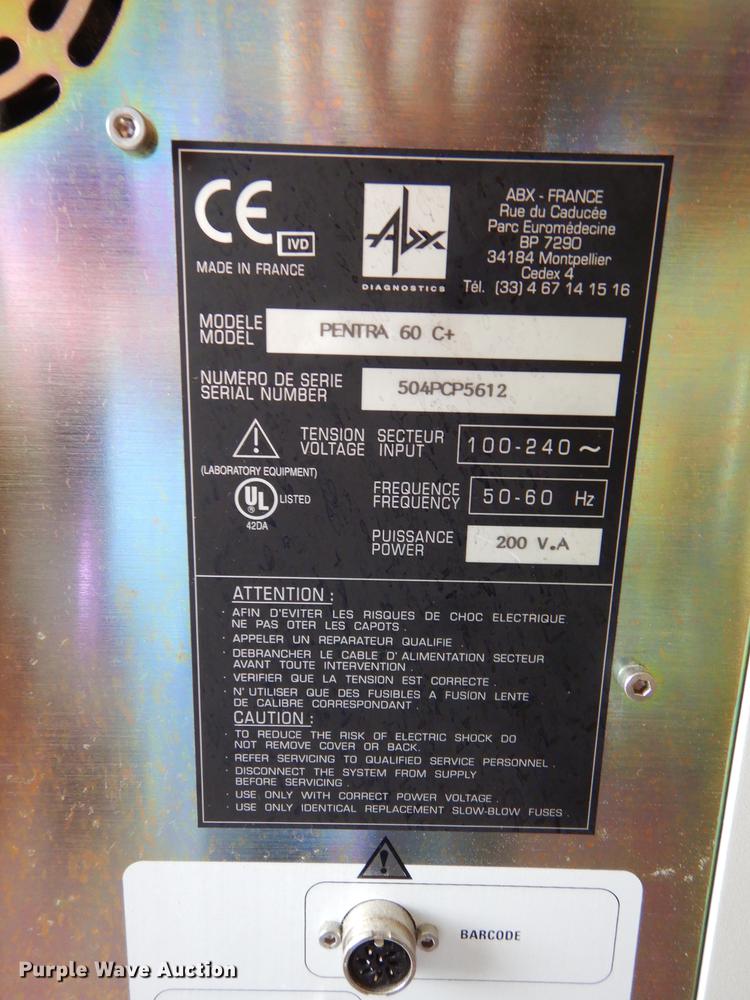 CE
IVD
MADE IN FRANCE
Abx
DIAGNOSTICS
ABX - FRANCE
Rue du Caducée
Parc Euromédecine
BP 7290
34184 Montpellier
Cedex 4
Tél. (33) 4 67 14 15 16
MODELE
MODEL
PENTRA 60 C+
NUMERO DE SERIE
SERIAL NUMBER
504PCP5612
TENSION SECTEUR
VOLTAGE INPUT
100-240 ~
(LABORATORY EQUIPMENT)
UL
LISTED
42DA
FREQUENCE
FREQUENCY
50-60 Hz
PUISSANCE
POWER
200 V.A
ATTENTION :
· AFIN D'EVITER LES RISQUES DE CHOC ELECTRIQUE
NE PAS OTER LES CAPOTS .
· APPELER UN REPARATEUR QUALIFIE .
· DEBRANCHER LE CABLE D' ALIMENTATION SECTEUR
AVANT TOUTE INTERVENTION .
· VERIFIER QUE LA TENSION EST CORRECTE .
· N' UTILISER QUE DES FUSIBLES A FUSION LENTE
DE CALIBRE CORRESPONDANT .
CAUTION :
· TO REDUCE THE RISK OF ELECTRIC SHOCK DO
NOT REMOVE COVER OR BACK.
· REFER SERVICING TO QUALIFIED SERVICE PERSONNEL .
· DISCONNECT THE SYSTEM FROM SUPPLY
BEFORE SERVICING .
· USE ONLY WITH CORRECT POWER VOLTAGE .
· USE ONLY IDENTICAL REPLACEMENT SLOW-BLOW FUSES .
BARCODE
Purple Wave Auction